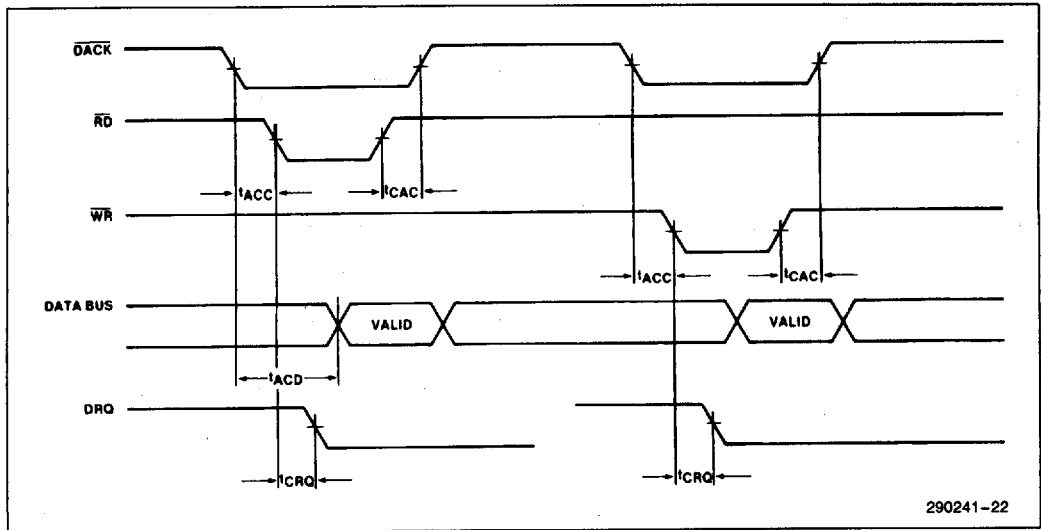 DACK
RD
tACC
tCAC
WR
tACC
tCAC
DATA BUS
VALID
VALID
tACD
DRQ
tCRQ
tCRQ
290241-22